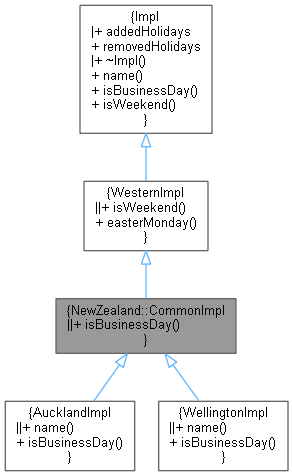 {Impl
|+ addedHolidays
+ removedHolidays
|+ ~Impl()
+ name()
+ isBusinessDay()
+ isWeekend()
}
{WesternImpl
||+ isWeekend()
+ easterMonday()
}
{NewZealand::CommonImpl
||+ isBusinessDay()
}
{AucklandImpl
||+ name()
+ isBusinessDay()
}
{WellingtonImpl
||+ name()
+ isBusinessDay()
}